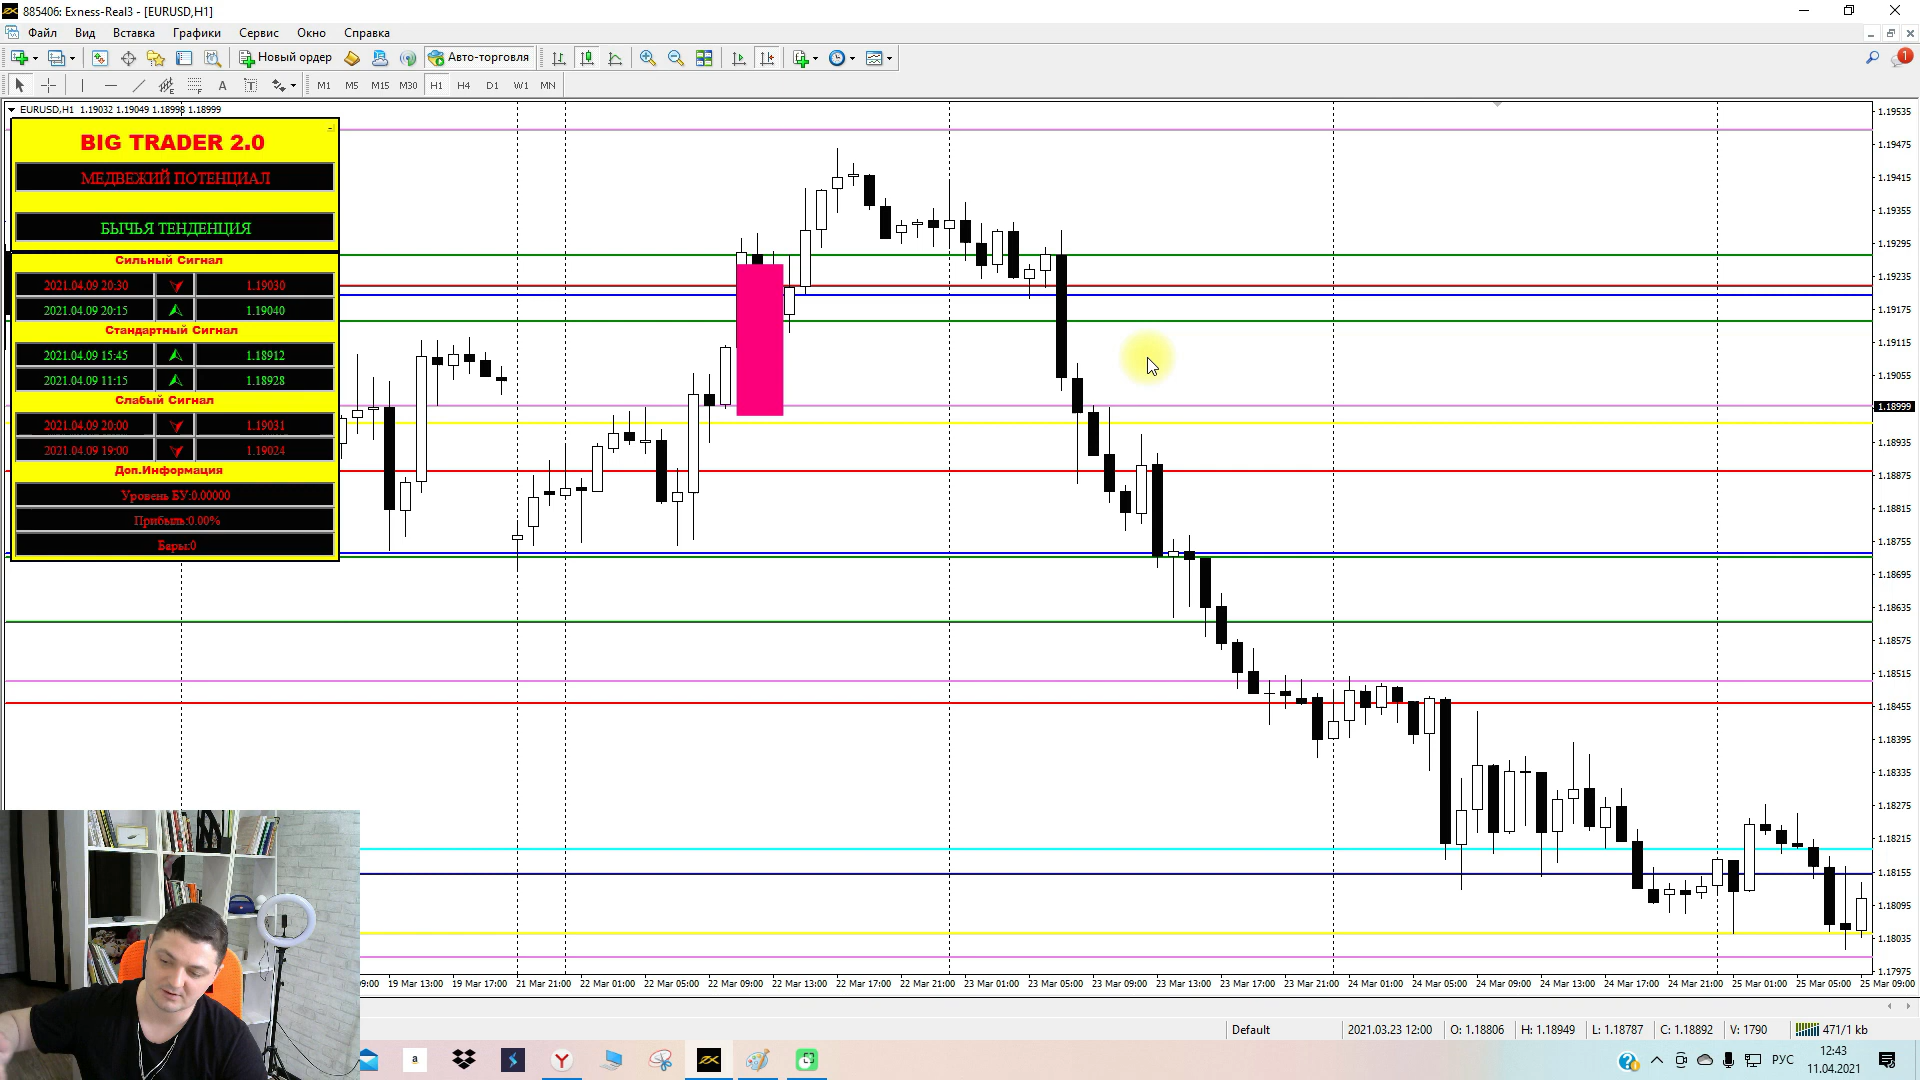 885406: Exness-Real3 - [EURUSD,H1]
Файл Вид Вставка Графики Сервис Окно Справка
Новый ордер Авто-торговля
A T M1 M5 M15 M30 H1 H4 D1 W1 MN
EURUSD,H1 1.19032 1.19049 1.18998 1.18999
BIG TRADER 2.0
МЕДВЕЖИЙ ПОТЕНЦИАЛ
БЫЧЬЯ ТЕНДЕНЦИЯ
Сильный Сигнал
2021.04.09 20:30 1.19030
2021.04.09 20:15 1.19040
Стандартный Сигнал
2021.04.09 15:45 1.18912
2021.04.09 11:15 1.18928
Слабый Сигнал
2021.04.09 20:00 1.19031
2021.04.09 19:00 1.19024
Доп.Информация
Уровень БУ:0.00000
Прибыль:0.00%
Бары:0
1.19535
1.19475
1.19415
1.19355
1.19295
1.19235
1.19175
1.19115
1.19055
1.18999
1.18935
1.18875
1.18815
1.18755
1.18695
1.18635
1.18575
1.18515
1.18455
1.18395
1.18335
1.18275
1.18215
1.18155
1.18095
1.18035
1.17975
09:00 19 Mar 13:00 19 Mar 17:00 21 Mar 21:00 22 Mar 01:00 22 Mar 05:00 22 Mar 09:00 22 Mar 13:00 22 Mar 17:00 22 Mar 21:00 23 Mar 01:00 23 Mar 05:00 23 Mar 09:00 23 Mar 13:00 23 Mar 17:00 23 Mar 21:00 24 Mar 01:00 24 Mar 05:00 24 Mar 09:00 24 Mar 13:00 24 Mar 17:00 24 Mar 21:00 25 Mar 01:00 25 Mar 05:00 25 Mar 09:00
Default 2021.03.23 12:00 O: 1.18806 H: 1.18949 L: 1.18787 C: 1.18892 V: 1790 471/1 kb
a Y РУС 12:43
11.04.2021